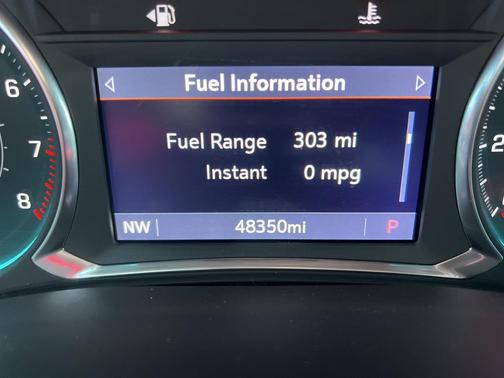 Fuel Information
Fuel Range 303 mi
Instant 0 mpg
NW 48350mi P
6
7
8
2